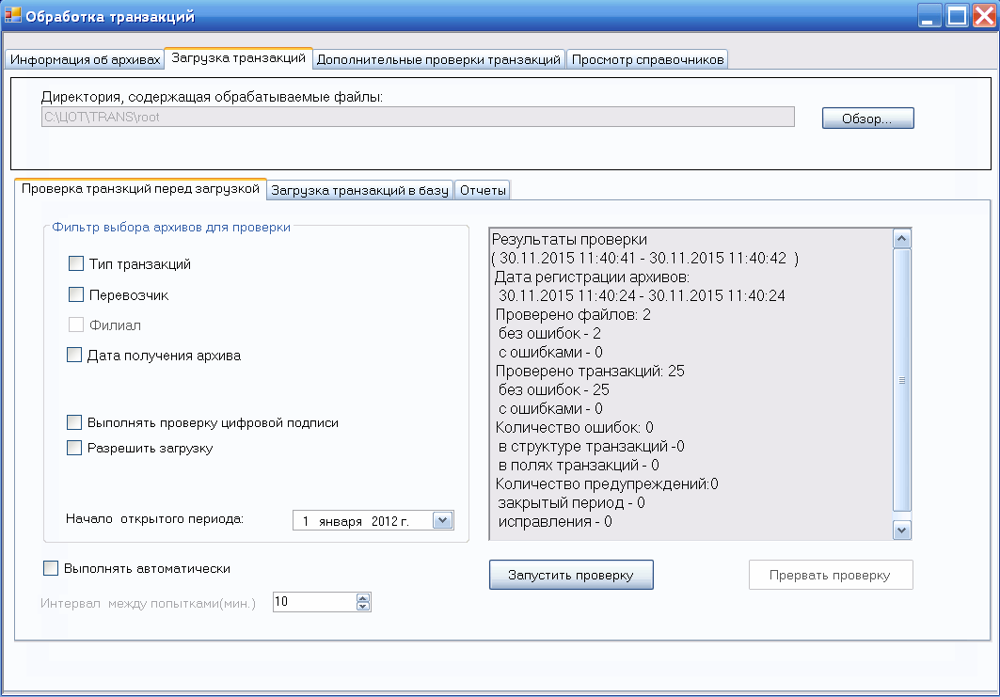 Обработка транзакций
Информация об архивах
Загрузка транзакций
Дополнительные проверки транзакций
Просмотр справочников
Директория, содержащая обрабатываемые файлы:
C:\ЦОТ\TRANS\root
Обзор...
Проверка транзкций перед загрузкой
Загрузка транзакций в базу
Отчеты
Фильтр выбора архивов для проверки
Тип транзакций
Перевозчик
Филиал
Дата получения архива
Выполнять проверку цифровой подписи
Разрешить загрузку
Начало открытого периода:
1 января 2012 г.
Выполнять автоматически
Интервал между попытками(мин.)
10
Результаты проверки
( 30.11.2015 11:40:41 - 30.11.2015 11:40:42 )
Дата регистрации архивов:
30.11.2015 11:40:24 - 30.11.2015 11:40:24
Проверено файлов: 2
без ошибок - 2
с ошибками - 0
Проверено транзакций: 25
без ошибок - 25
с ошибками - 0
Количество ошибок: 0
в структуре транзакций -0
в полях транзакций - 0
Количество предупреждений:0
закрытый период - 0
исправления - 0
Запустить проверку
Прервать проверку